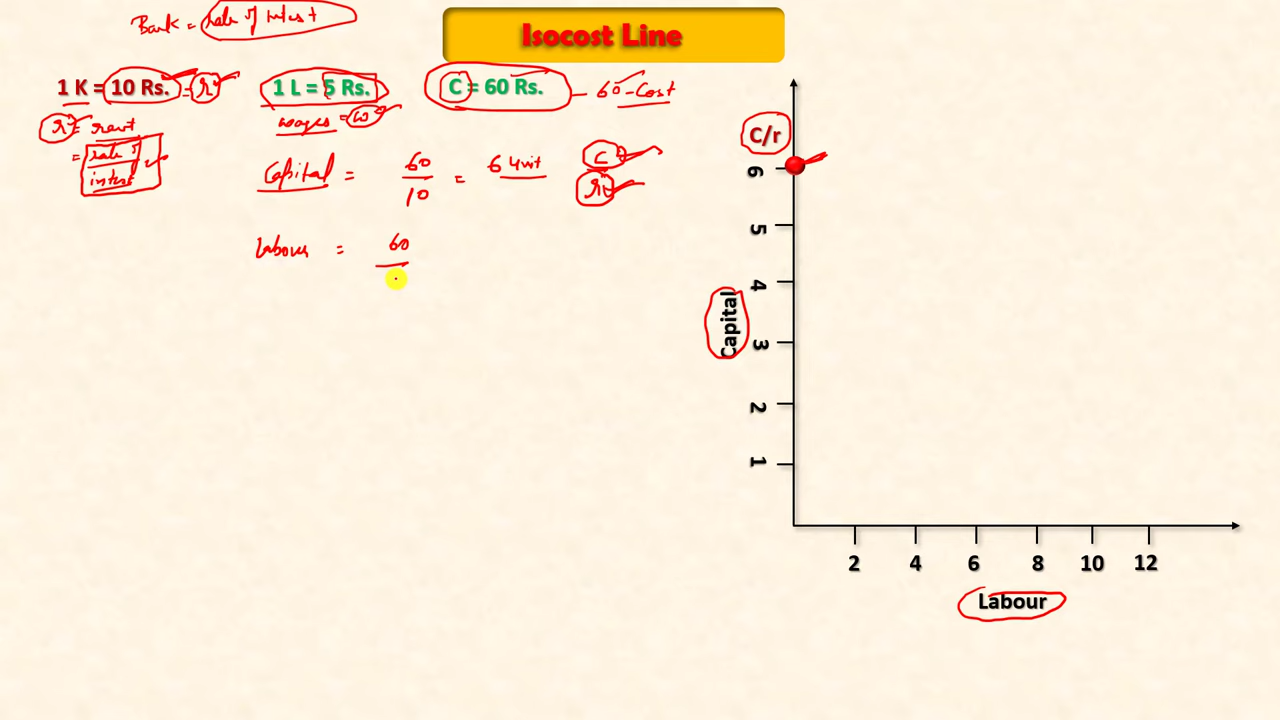 Bank = rate of interest
Isocost Line
1 K = 10 Rs. = r
1 L = 5 Rs.
C = 60 Rs. - 60 - Cost
r = rent
= rate of
interest
wages = w
Capital = 60 / 10 = 6 unit
C / r
Labour = 60
C/r
6
5
4
3
2
1
Capital
2 4 6 8 10 12
Labour